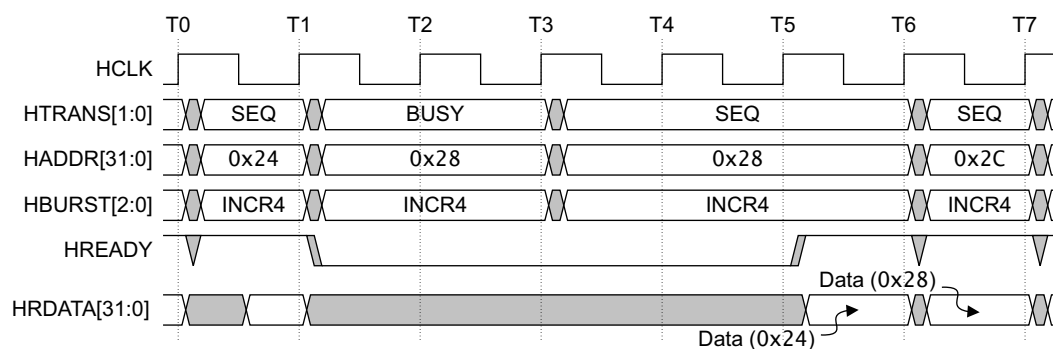 T0 T1 T2 T3 T4 T5 T6 T7
HCLK
HTRANS[1:0] SEQ BUSY SEQ SEQ
HADDR[31:0] 0x24 0x28 0x28 0x2C
HBURST[2:0] INCR4 INCR4 INCR4 INCR4
HREADY
Data (0x28)
HRDATA[31:0]
Data (0x24)